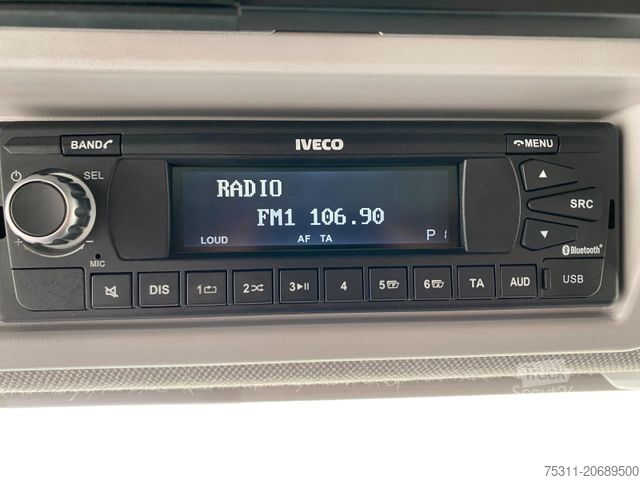 BAND
IVECO
MENU
SEL
RADIO
FM1 106.90
LOUD AF TA P 1
+ −
MIC
SRC
Bluetooth
DIS 1 2 3 4 5 6 TA AUD USB
Truck
Scout24
75311-20689500